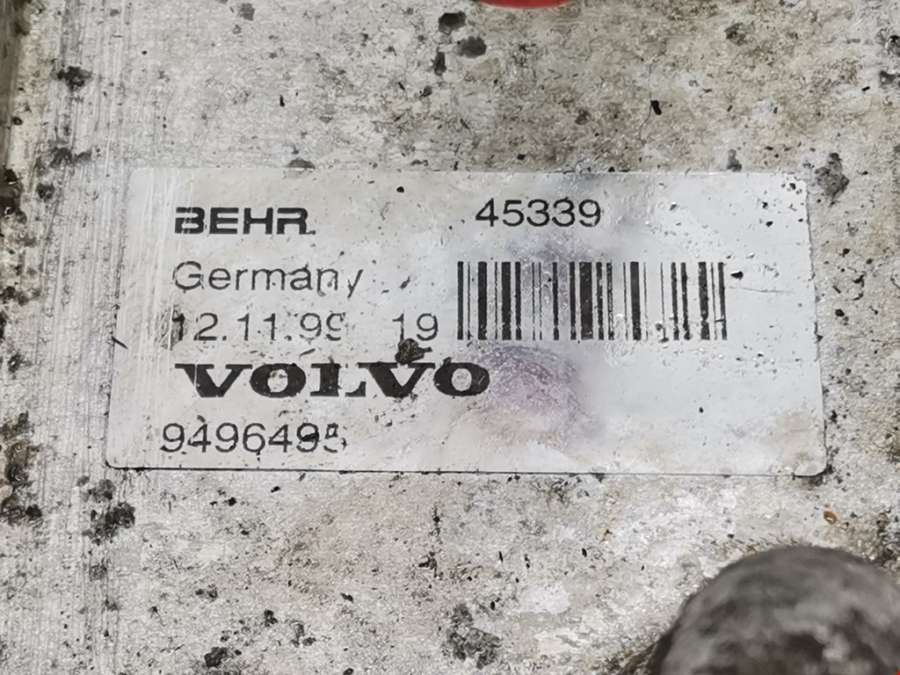 BEHR 45339
Germany
12.11.99 19
VOLVO
9496495